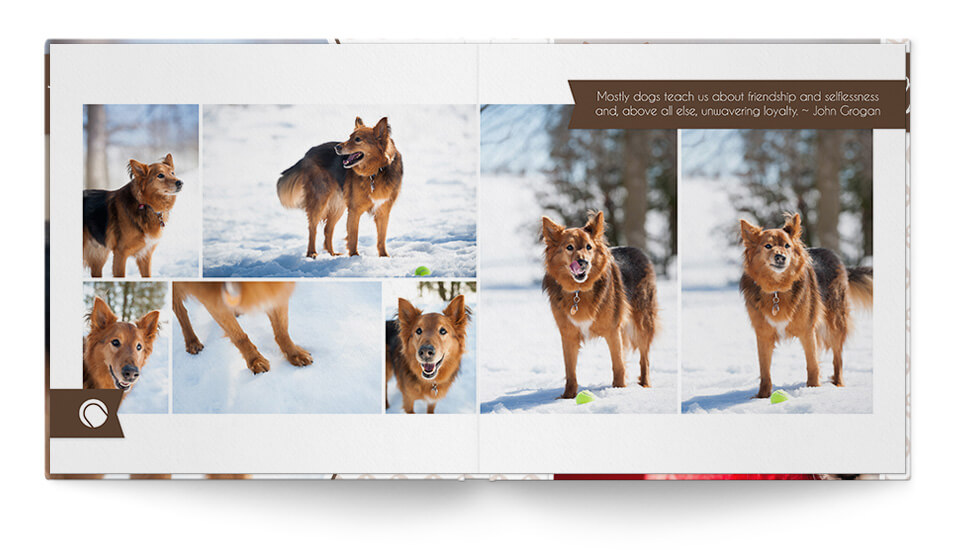 Mostly dogs teach us about friendship and selflessness
and, above all else, unwavering loyalty. ~ John Grogan